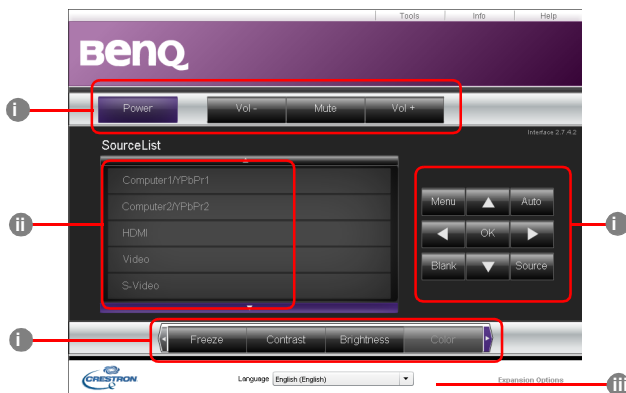 Tools Info Help
BenQ
i
Power Vol - Mute Vol +
Interface 2.7.4.2
SourceList
Computer1/YPbPr1
Computer2/YPbPr2
HDMI
Video
S-Video
ii
Menu Auto
OK
Blank Source
i
i
Freeze Contrast Brightness Color
CRESTRON
Language English (English)
Expansion Options
iii